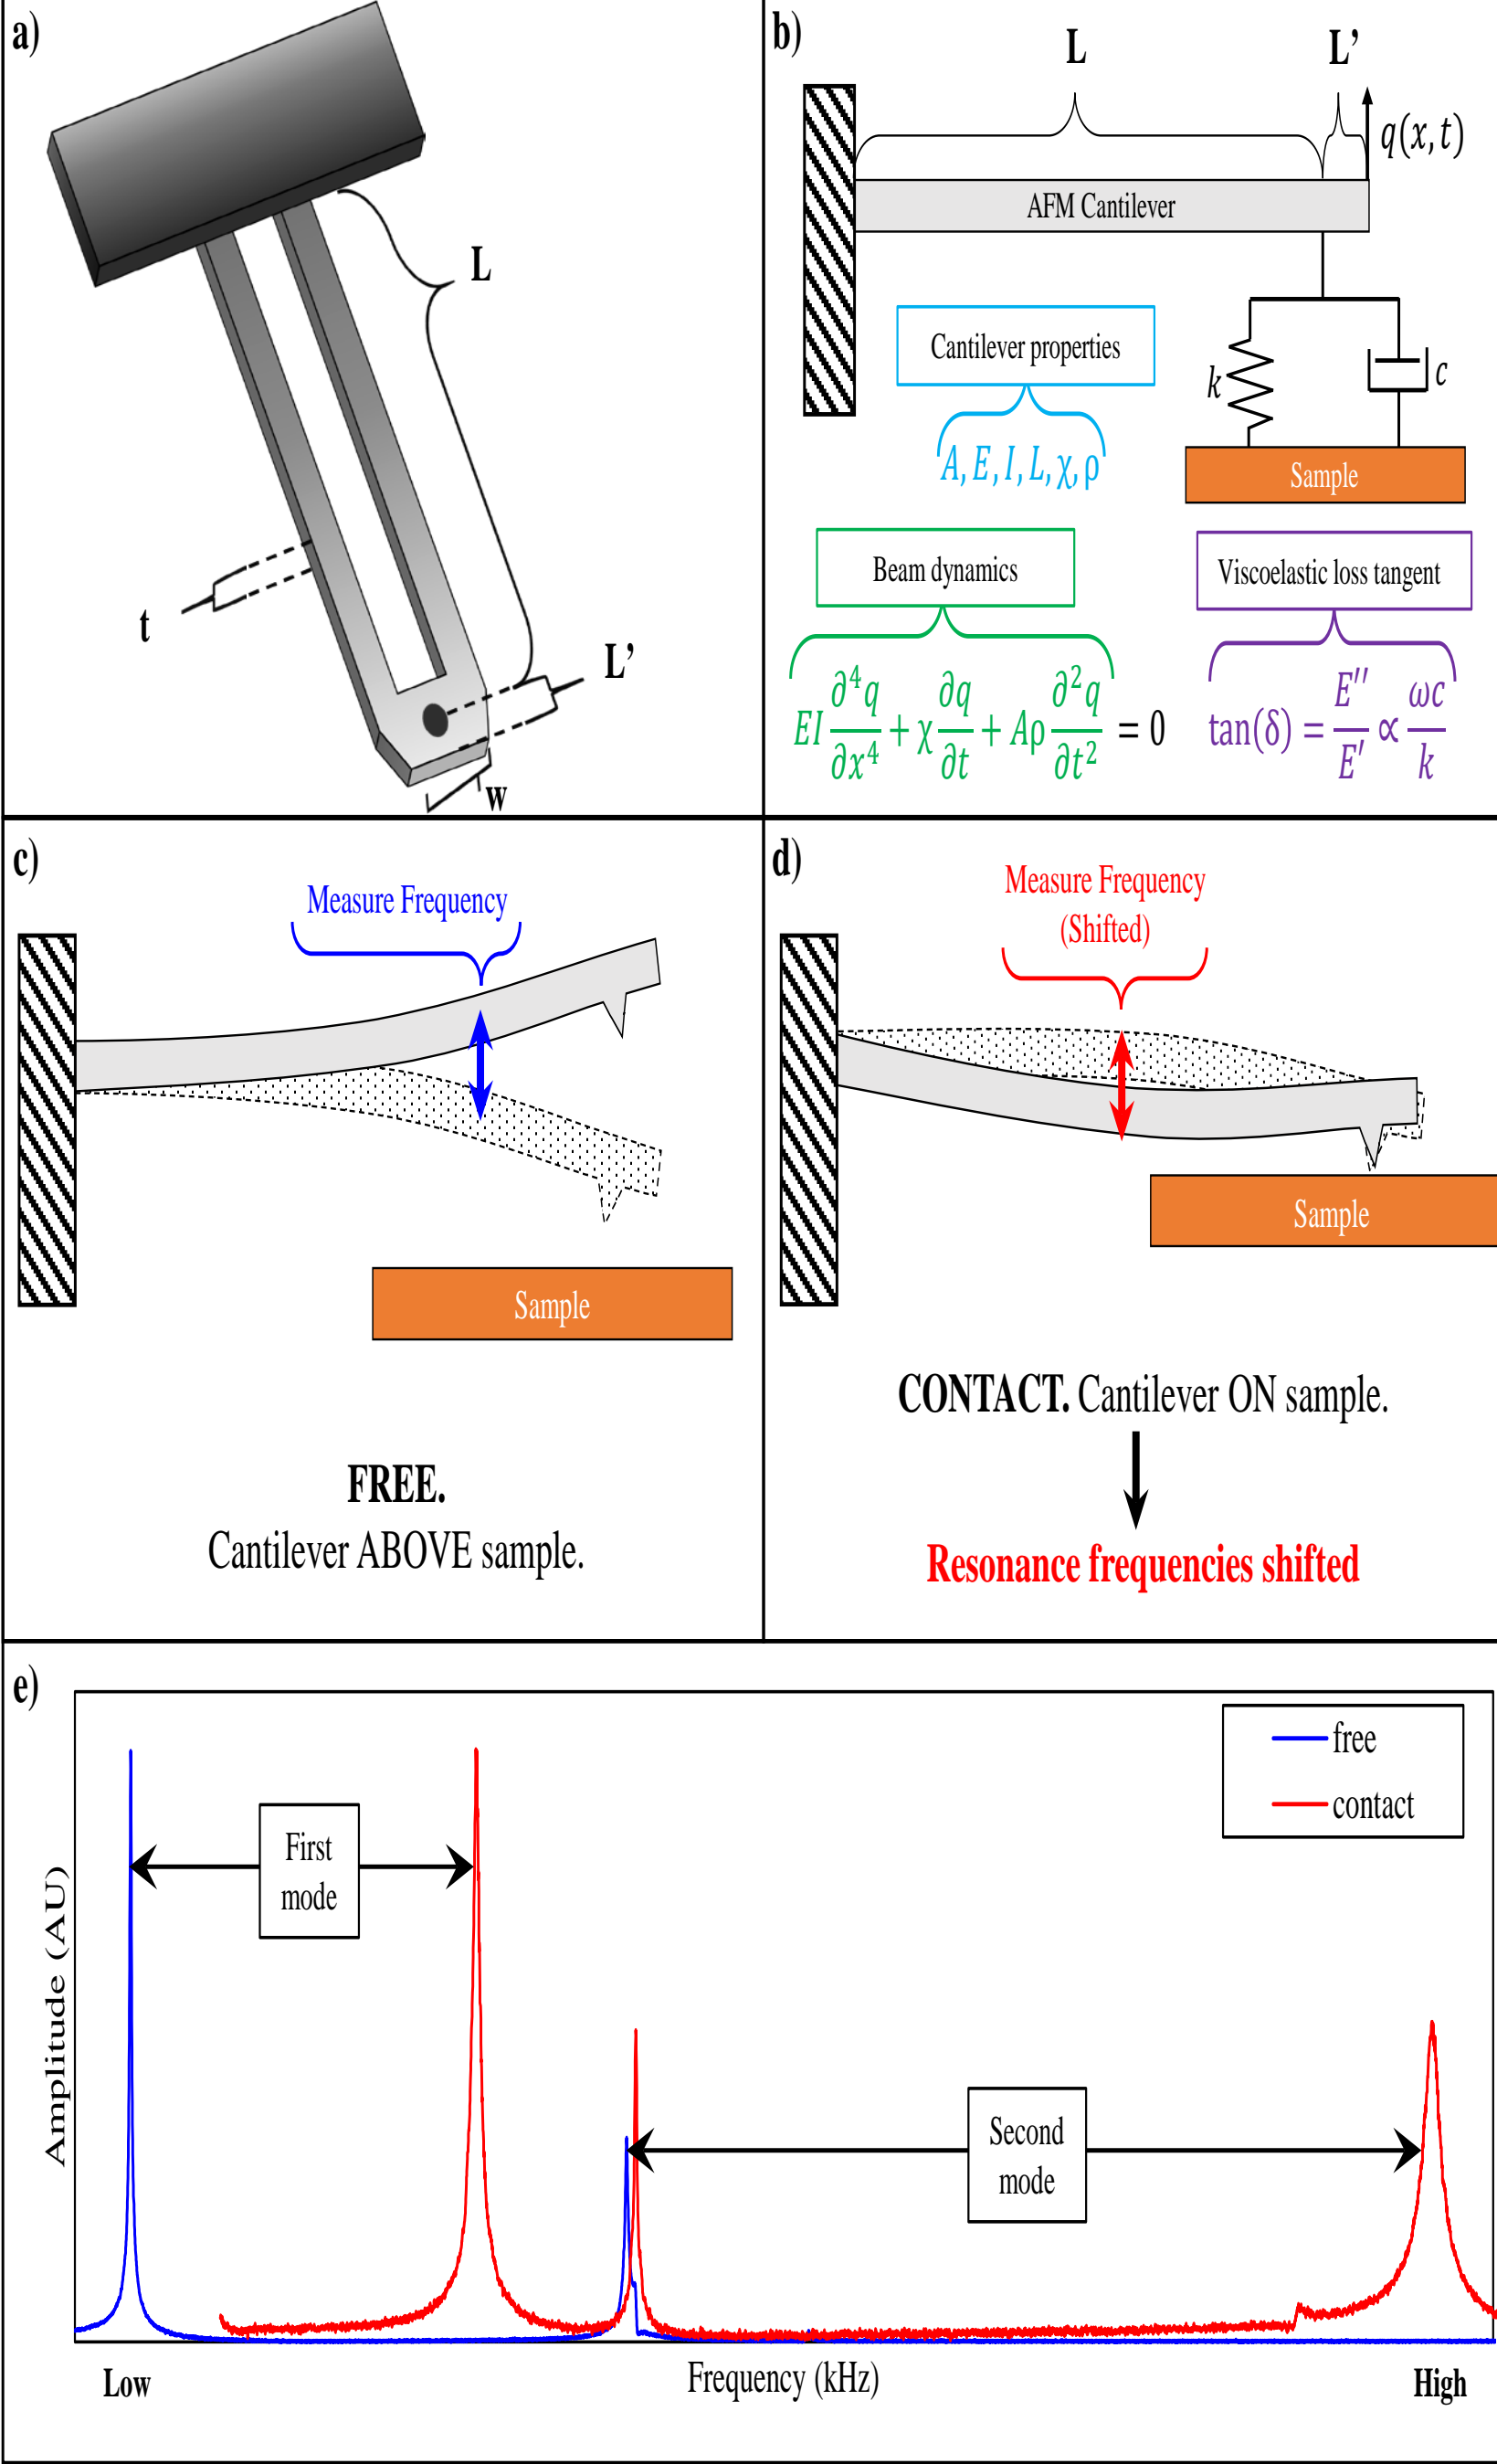 a)
L
t
L’
w
b)
L
L’
q(x,t)
AFM Cantilever
Cantilever properties
A, E, I, L, χ, ρ
k
c
Sample
Beam dynamics
Viscoelastic loss tangent
EI ∂⁴q/∂x⁴ + χ ∂q/∂t + Aρ ∂²q/∂t² = 0
tan(δ) = E′′/E′ ∝ ωc/k
c)
Measure Frequency
Sample
FREE.
Cantilever ABOVE sample.
d)
Measure Frequency
(Shifted)
Sample
CONTACT. Cantilever ON sample.
Resonance frequencies shifted
e)
free
contact
First
mode
Second
mode
Amplitude (AU)
Low
Frequency (kHz)
High